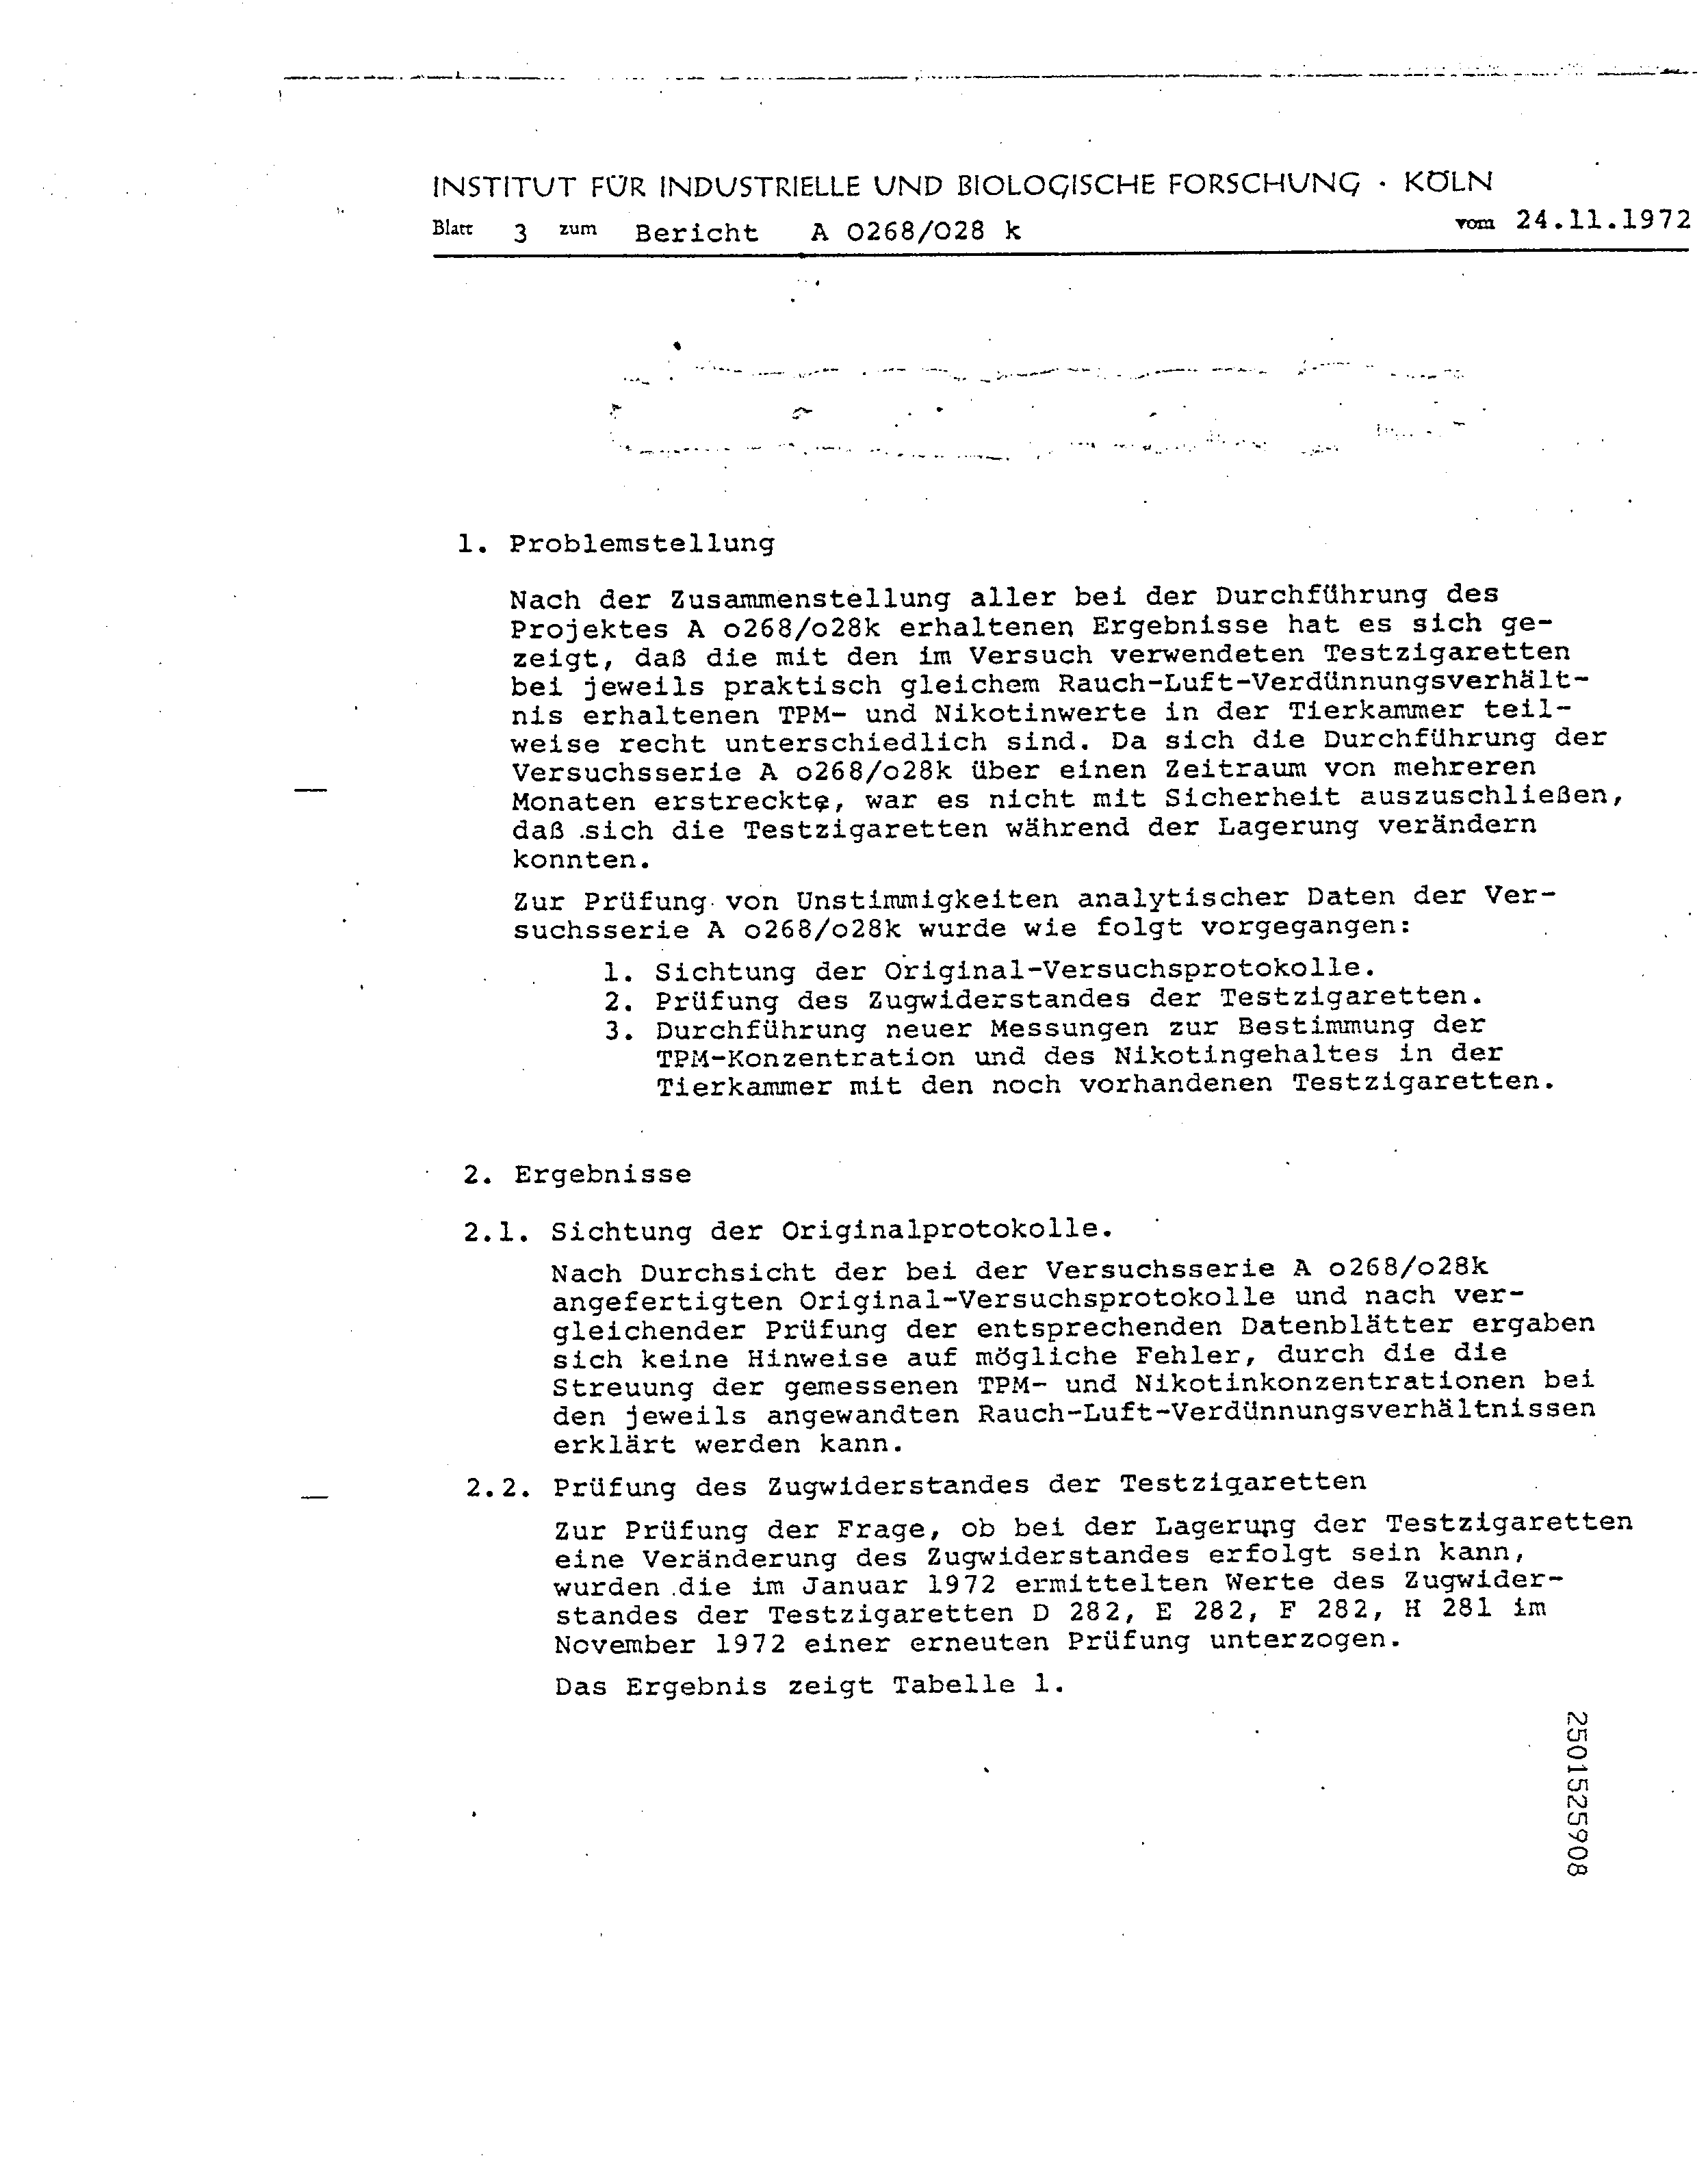 INSTITUT FÜR INDUSTRIELLE UND BIOLOGISCHE FORSCHUNG · KÖLN
Blatt 3 zum Bericht A 0268/028 k vom 24.11.1972
1. Problemstellung
Nach der Zusammenstellung aller bei der Durchführung des
Projektes A o268/o28k erhaltenen Ergebnisse hat es sich ge-
zeigt, daß die mit den im Versuch verwendeten Testzigaretten
bei jeweils praktisch gleichem Rauch-Luft-Verdünnungsverhält-
nis erhaltenen TPM- und Nikotinwerte in der Tierkammer teil-
weise recht unterschiedlich sind. Da sich die Durchführung der
Versuchsserie A o268/o28k über einen Zeitraum von mehreren
Monaten erstreckte, war es nicht mit Sicherheit auszuschließen,
daß sich die Testzigaretten während der Lagerung verändern
konnten.
Zur Prüfung von Unstimmigkeiten analytischer Daten der Ver-
suchsserie A o268/o28k wurde wie folgt vorgegangen:
1. Sichtung der Original-Versuchsprotokolle.
2. Prüfung des Zugwiderstandes der Testzigaretten.
3. Durchführung neuer Messungen zur Bestimmung der
TPM-Konzentration und des Nikotingehaltes in der
Tierkammer mit den noch vorhandenen Testzigaretten.
2. Ergebnisse
2.1. Sichtung der Originalprotokolle.
Nach Durchsicht der bei der Versuchsserie A o268/o28k
angefertigten Original-Versuchsprotokolle und nach ver-
gleichender Prüfung der entsprechenden Datenblätter ergaben
sich keine Hinweise auf mögliche Fehler, durch die die
Streuung der gemessenen TPM- und Nikotinkonzentrationen bei
den jeweils angewandten Rauch-Luft-Verdünnungsverhältnissen
erklärt werden kann.
2.2. Prüfung des Zugwiderstandes der Testzigaretten
Zur Prüfung der Frage, ob bei der Lagerung der Testzigaretten
eine Veränderung des Zugwiderstandes erfolgt sein kann,
wurden die im Januar 1972 ermittelten Werte des Zugwider-
standes der Testzigaretten D 282, E 282, F 282, H 281 im
November 1972 einer erneuten Prüfung unterzogen.
Das Ergebnis zeigt Tabelle 1.
2501525908